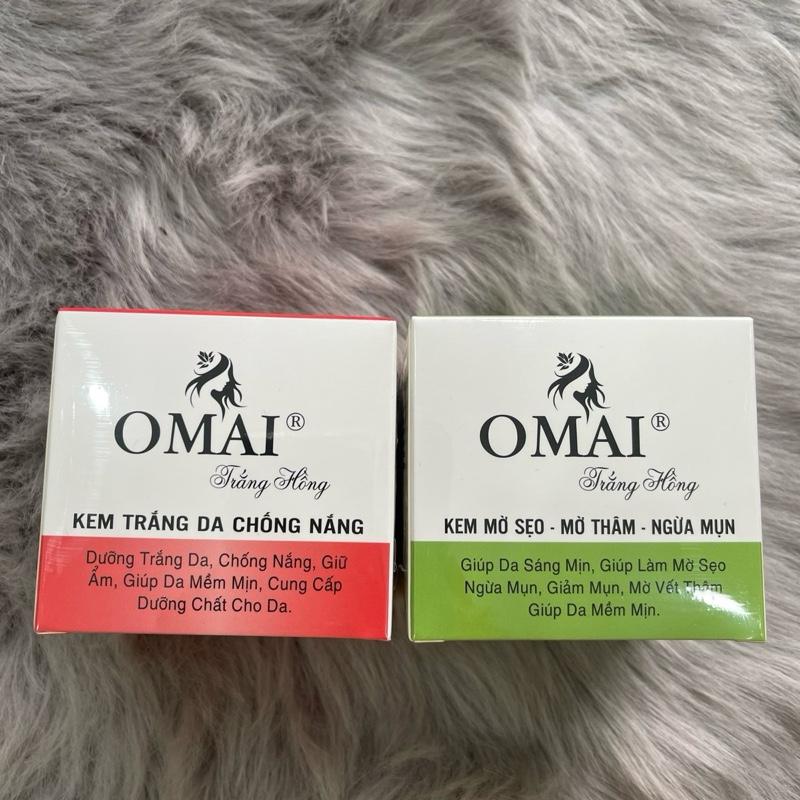 OMAI®
Trắng Hồng
KEM TRẮNG DA CHỐNG NẮNG
Dưỡng Trắng Da, Chống Nắng, Giữ
Ẩm, Giúp Da Mềm Mịn, Cung Cấp
Dưỡng Chất Cho Da.
OMAI®
Trắng Hồng
KEM MỜ SẸO - MỜ THÂM - NGỪA MỤN
Giúp Da Sáng Mịn, Giúp Làm Mờ Sẹo
Ngừa Mụn, Giảm Mụn, Mờ Vết Thâm
Giúp Da Mềm Mịn.